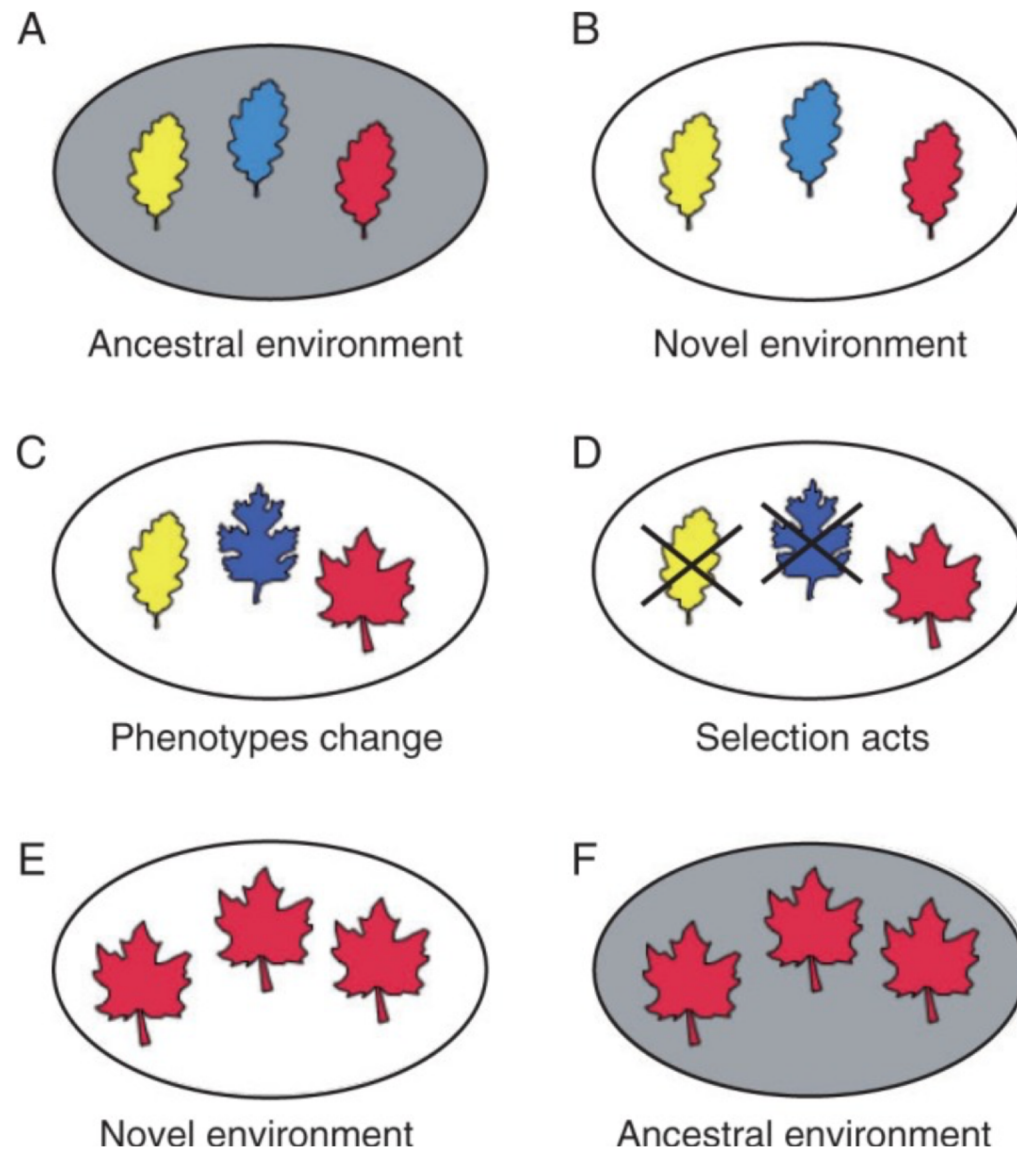 A
B
Ancestral environment
Novel environment
C
D
Phenotypes change
Selection acts
E
F
Novel environment
Ancestral environment